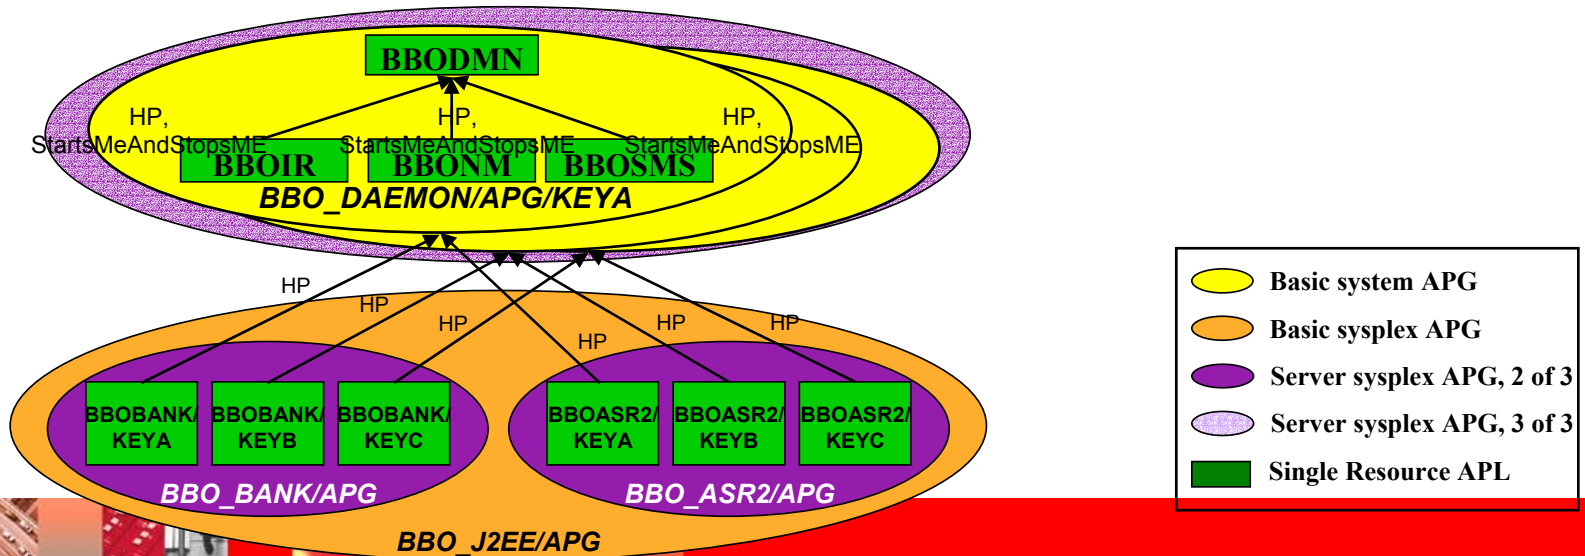 BBODMN
HP,
StartsMeAndStopsME
HP,
StartsMeAndStopsME
HP,
StartsMeAndStopsME
BBOIR
BBONM
BBOSMS
BBO_DAEMON/APG/KEYA
HP
HP
HP
HP
HP
HP
BBOBANK/
KEYA
BBOBANK/
KEYB
BBOBANK/
KEYC
BBOASR2/
KEYA
BBOASR2/
KEYB
BBOASR2/
KEYC
BBO_BANK/APG
BBO_ASR2/APG
BBO_J2EE/APG
Basic system APG
Basic sysplex APG
Server sysplex APG, 2 of 3
Server sysplex APG, 3 of 3
Single Resource APL